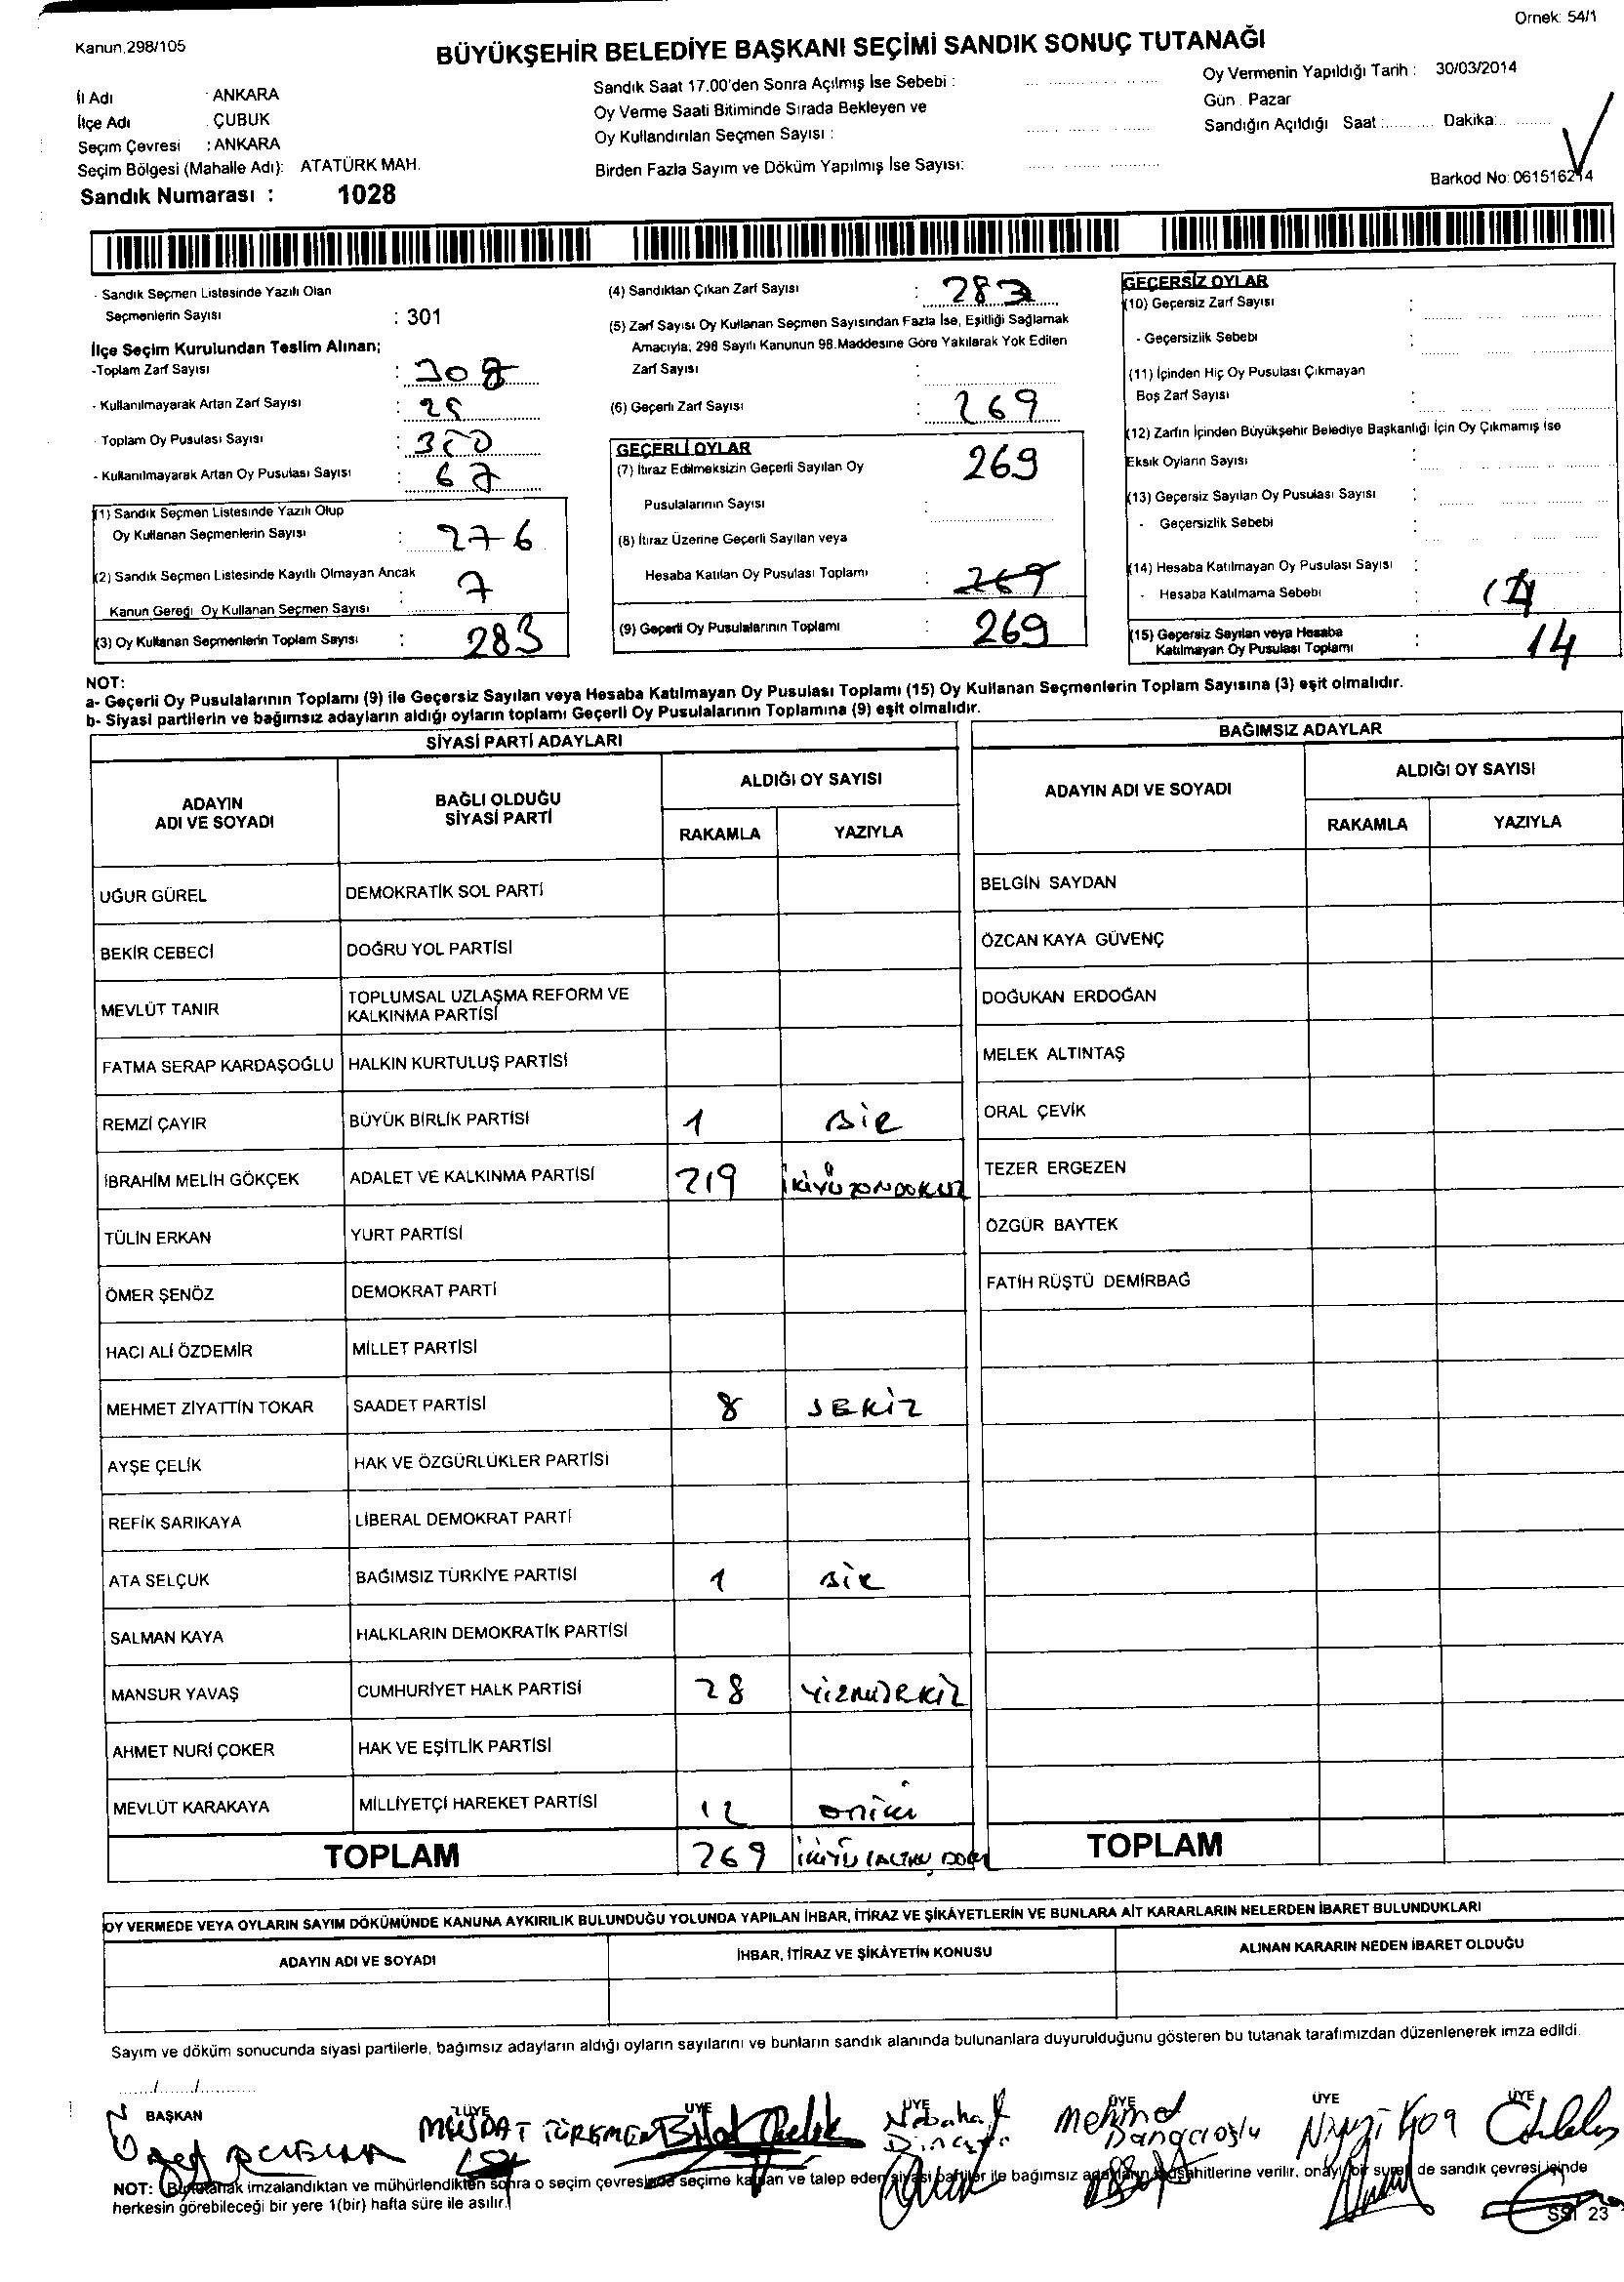 Ornek: 54/1
Kanun,298/105
BÜYÜKŞEHİR BELEDİYE BAŞKANI SEÇİMİ SANDIK SONUÇ TUTANAĞI
İl Adı : ANKARA
İlçe Adı : ÇUBUK
Seçim Çevresi : ANKARA
Seçim Bölgesi (Mahalle Adı): ATATÜRK MAH.
Sandık Numarası : 1028
Sandık Saat 17.00'den Sonra Açılmış İse Sebebi :
Oy Verme Saati Bitiminde Sırada Bekleyen ve
Oy Kullandırılan Seçmen Sayısı :
Birden Fazla Sayım ve Döküm Yapılmış İse Sayısı:
Oy Vermenin Yapıldığı Tarih : 30/03/2014
Gün . Pazar
Sandığın Açıldığı Saat : Dakika:
Barkod No: 061516214
- Sandık Seçmen Listesinde Yazılı Olan
Seçmenlerin Sayısı : 301
İlçe Seçim Kurulundan Teslim Alınan;
-Toplam Zarf Sayısı : 308
- Kullanılmayarak Artan Zarf Sayısı : 25
- Toplam Oy Pusulası Sayısı : 350
- Kullanılmayarak Artan Oy Pusulası Sayısı : 67
(1) Sandık Seçmen Listesinde Yazılı Olup
Oy Kullanan Seçmenlerin Sayısı : 276
(2) Sandık Seçmen Listesinde Kayıtlı Olmayan Ancak
Kanun Gereği Oy Kullanan Seçmen Sayısı : 7
(3) Oy Kullanan Seçmenlerin Toplam Sayısı : 283
(4) Sandıktan Çıkan Zarf Sayısı : 283
(5) Zarf Sayısı Oy Kullanan Seçmen Sayısından Fazla İse, Eşitliği Sağlamak
Amacıyla; 298 Sayılı Kanunun 98.Maddesine Göre Yakılarak Yok Edilen
Zarf Sayısı :
(6) Geçerli Zarf Sayısı : 269
GEÇERLİ OYLAR
(7) İtiraz Edilmeksizin Geçerli Sayılan Oy 269
Pusulalarının Sayısı :
(8) İtiraz Üzerine Geçerli Sayılan veya
Hesaba Katılan Oy Pusulası Toplamı : 269
(9) Geçerli Oy Pusulalarının Toplamı : 269
GEÇERSİZ OYLAR
(10) Geçersiz Zarf Sayısı :
- Geçersizlik Sebebi :
(11) İçinden Hiç Oy Pusulası Çıkmayan
Boş Zarf Sayısı :
(12) Zarfın İçinden Büyükşehir Belediye Başkanlığı İçin Oy Çıkmamış İse
Eksik Oyların Sayısı :
(13) Geçersiz Sayılan Oy Pusulası Sayısı :
- Geçersizlik Sebebi :
(14) Hesaba Katılmayan Oy Pusulası Sayısı :
- Hesaba Katılmama Sebebi :
(15) Geçersiz Sayılan veya Hesaba
Katılmayan Oy Pusulası Toplamı : 14
NOT:
a- Geçerli Oy Pusulalarının Toplamı (9) ile Geçersiz Sayılan veya Hesaba Katılmayan Oy Pusulası Toplamı (15) Oy Kullanan Seçmenlerin Toplam Sayısına (3) eşit olmalıdır.
b- Siyasi partilerin ve bağımsız adayların aldığı oyların toplamı Geçerli Oy Pusulalarının Toplamına (9) eşit olmalıdır.
SİYASİ PARTİ ADAYLARI
ADAYIN ADI VE SOYADI BAĞLI OLDUĞU SİYASİ PARTİ ALDIĞI OY SAYISI
RAKAMLA YAZIYLA
UĞUR GÜREL DEMOKRATİK SOL PARTİ
BEKİR CEBECİ DOĞRU YOL PARTİSİ
MEVLÜT TANIR TOPLUMSAL UZLAŞMA REFORM VE KALKINMA PARTİSİ
FATMA SERAP KARDAŞOĞLU HALKIN KURTULUŞ PARTİSİ
REMZİ ÇAYIR BÜYÜK BİRLİK PARTİSİ 1 BİR
İBRAHİM MELİH GÖKÇEK ADALET VE KALKINMA PARTİSİ 219 İKİYÜZONDOKUZ
TÜLİN ERKAN YURT PARTİSİ
ÖMER ŞENÖZ DEMOKRAT PARTİ
HACI ALİ ÖZDEMİR MİLLET PARTİSİ
MEHMET ZİYATTİN TOKAR SAADET PARTİSİ 8 SEKİZ
AYŞE ÇELİK HAK VE ÖZGÜRLÜKLER PARTİSİ
REFİK SARIKAYA LİBERAL DEMOKRAT PARTİ
ATA SELÇUK BAĞIMSIZ TÜRKİYE PARTİSİ 1 BİR
SALMAN KAYA HALKLARIN DEMOKRATİK PARTİSİ
MANSUR YAVAŞ CUMHURİYET HALK PARTİSİ 28
AHMET NURİ ÇOKER HAK VE EŞİTLİK PARTİSİ
MEVLÜT KARAKAYA MİLLİYETÇİ HAREKET PARTİSİ 12 oniki
TOPLAM 269
BAĞIMSIZ ADAYLAR
ADAYIN ADI VE SOYADI ALDIĞI OY SAYISI
RAKAMLA YAZIYLA
BELGİN SAYDAN
ÖZCAN KAYA GÜVENÇ
DOĞUKAN ERDOĞAN
MELEK ALTINTAŞ
ORAL ÇEVİK
TEZER ERGEZEN
ÖZGÜR BAYTEK
FATİH RÜŞTÜ DEMİRBAĞ
TOPLAM
OY VERMEDE VEYA OYLARIN SAYIM DÖKÜMÜNDE KANUNA AYKIRILIK BULUNDUĞU YOLUNDA YAPILAN İHBAR, İTİRAZ VE ŞİKÂYETLERİN VE BUNLARA AİT KARARLARIN NELERDEN İBARET BULUNDUKLARI
ADAYIN ADI VE SOYADI İHBAR, İTİRAZ VE ŞİKÂYETİN KONUSU ALINAN KARARIN NEDEN İBARET OLDUĞU
Sayım ve döküm sonucunda siyasi partilerle, bağımsız adayların aldığı oyların sayılarını ve bunların sandık alanında bulunanlara duyurulduğunu gösteren bu tutanak tarafımızdan düzenlenerek imza edildi.
....../......./............
BAŞKAN ÜYE ÜYE ÜYE ÜYE ÜYE ÜYE
TÜRKMEN Mehmet
NOT: Bu tutanak imzalandıktan ve mühürlendikten sonra o seçim çevresinde seçime katılan ve talep eden siyasi partiler ile bağımsız adayların müşahitlerine verilir, onaylı bir sureti de sandık çevresi içinde
herkesin görebileceği bir yere 1(bir) hafta süre ile asılır.
23